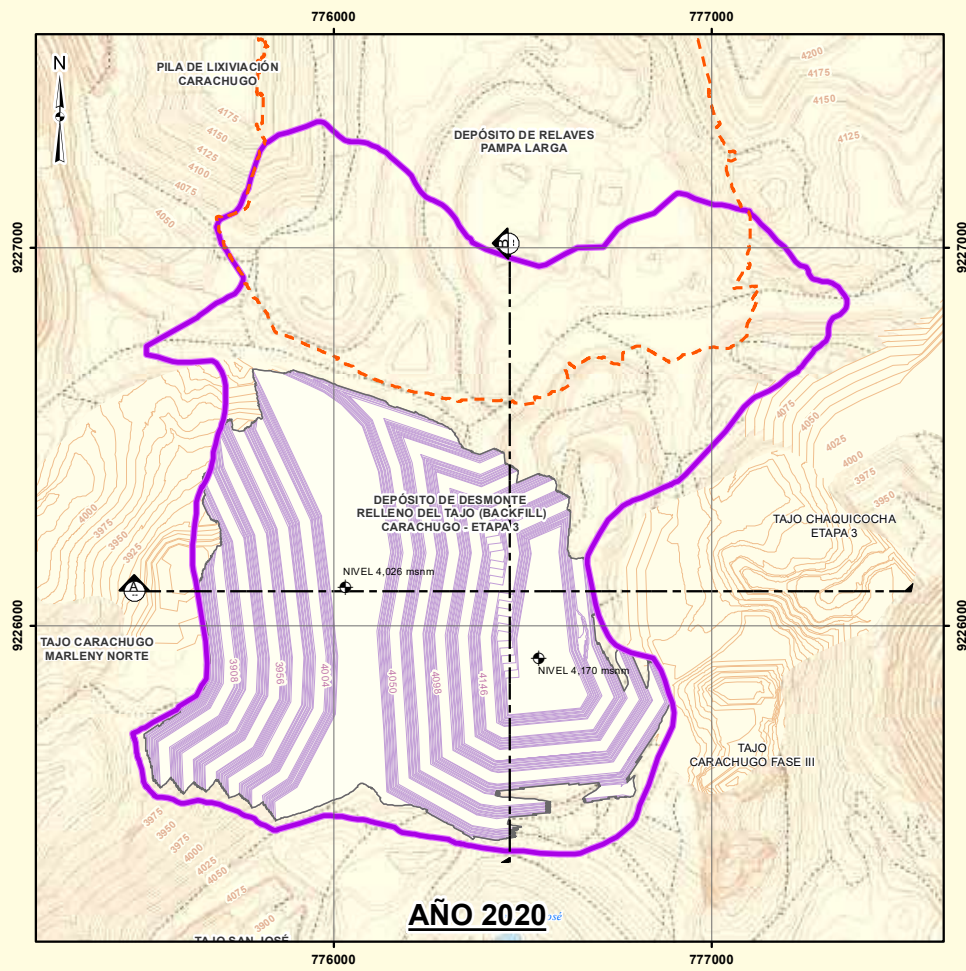 776000
777000
N
PILA DE LIXIVIACIÓN
CARACHUGO
4200
4175
4150
4125
4175
4150
4125
4100
4075
4050
DEPÓSITO DE RELAVES
PAMPA LARGA
9227000
9227000
B
4075
4050
4025
4000
3975
3950
DEPÓSITO DE DESMONTE
RELLENO DEL TAJO (BACKFILL)
CARACHUGO - ETAPA 3
TAJO CHAQUICOCHA
ETAPA 3
4000
3975
3950
3925
NIVEL 4,026 msnm
A
9226000
9226000
TAJO CARACHUGO
MARLENY NORTE
3908
3956
4004
4050
4098
4146
NIVEL 4,170 msnm
TAJO
CARACHUGO FASE III
3975
3950
3975
4000
4025
4050
4075
3900
AÑO 2020
osé
TAJO SAN JOSÉ
776000
777000